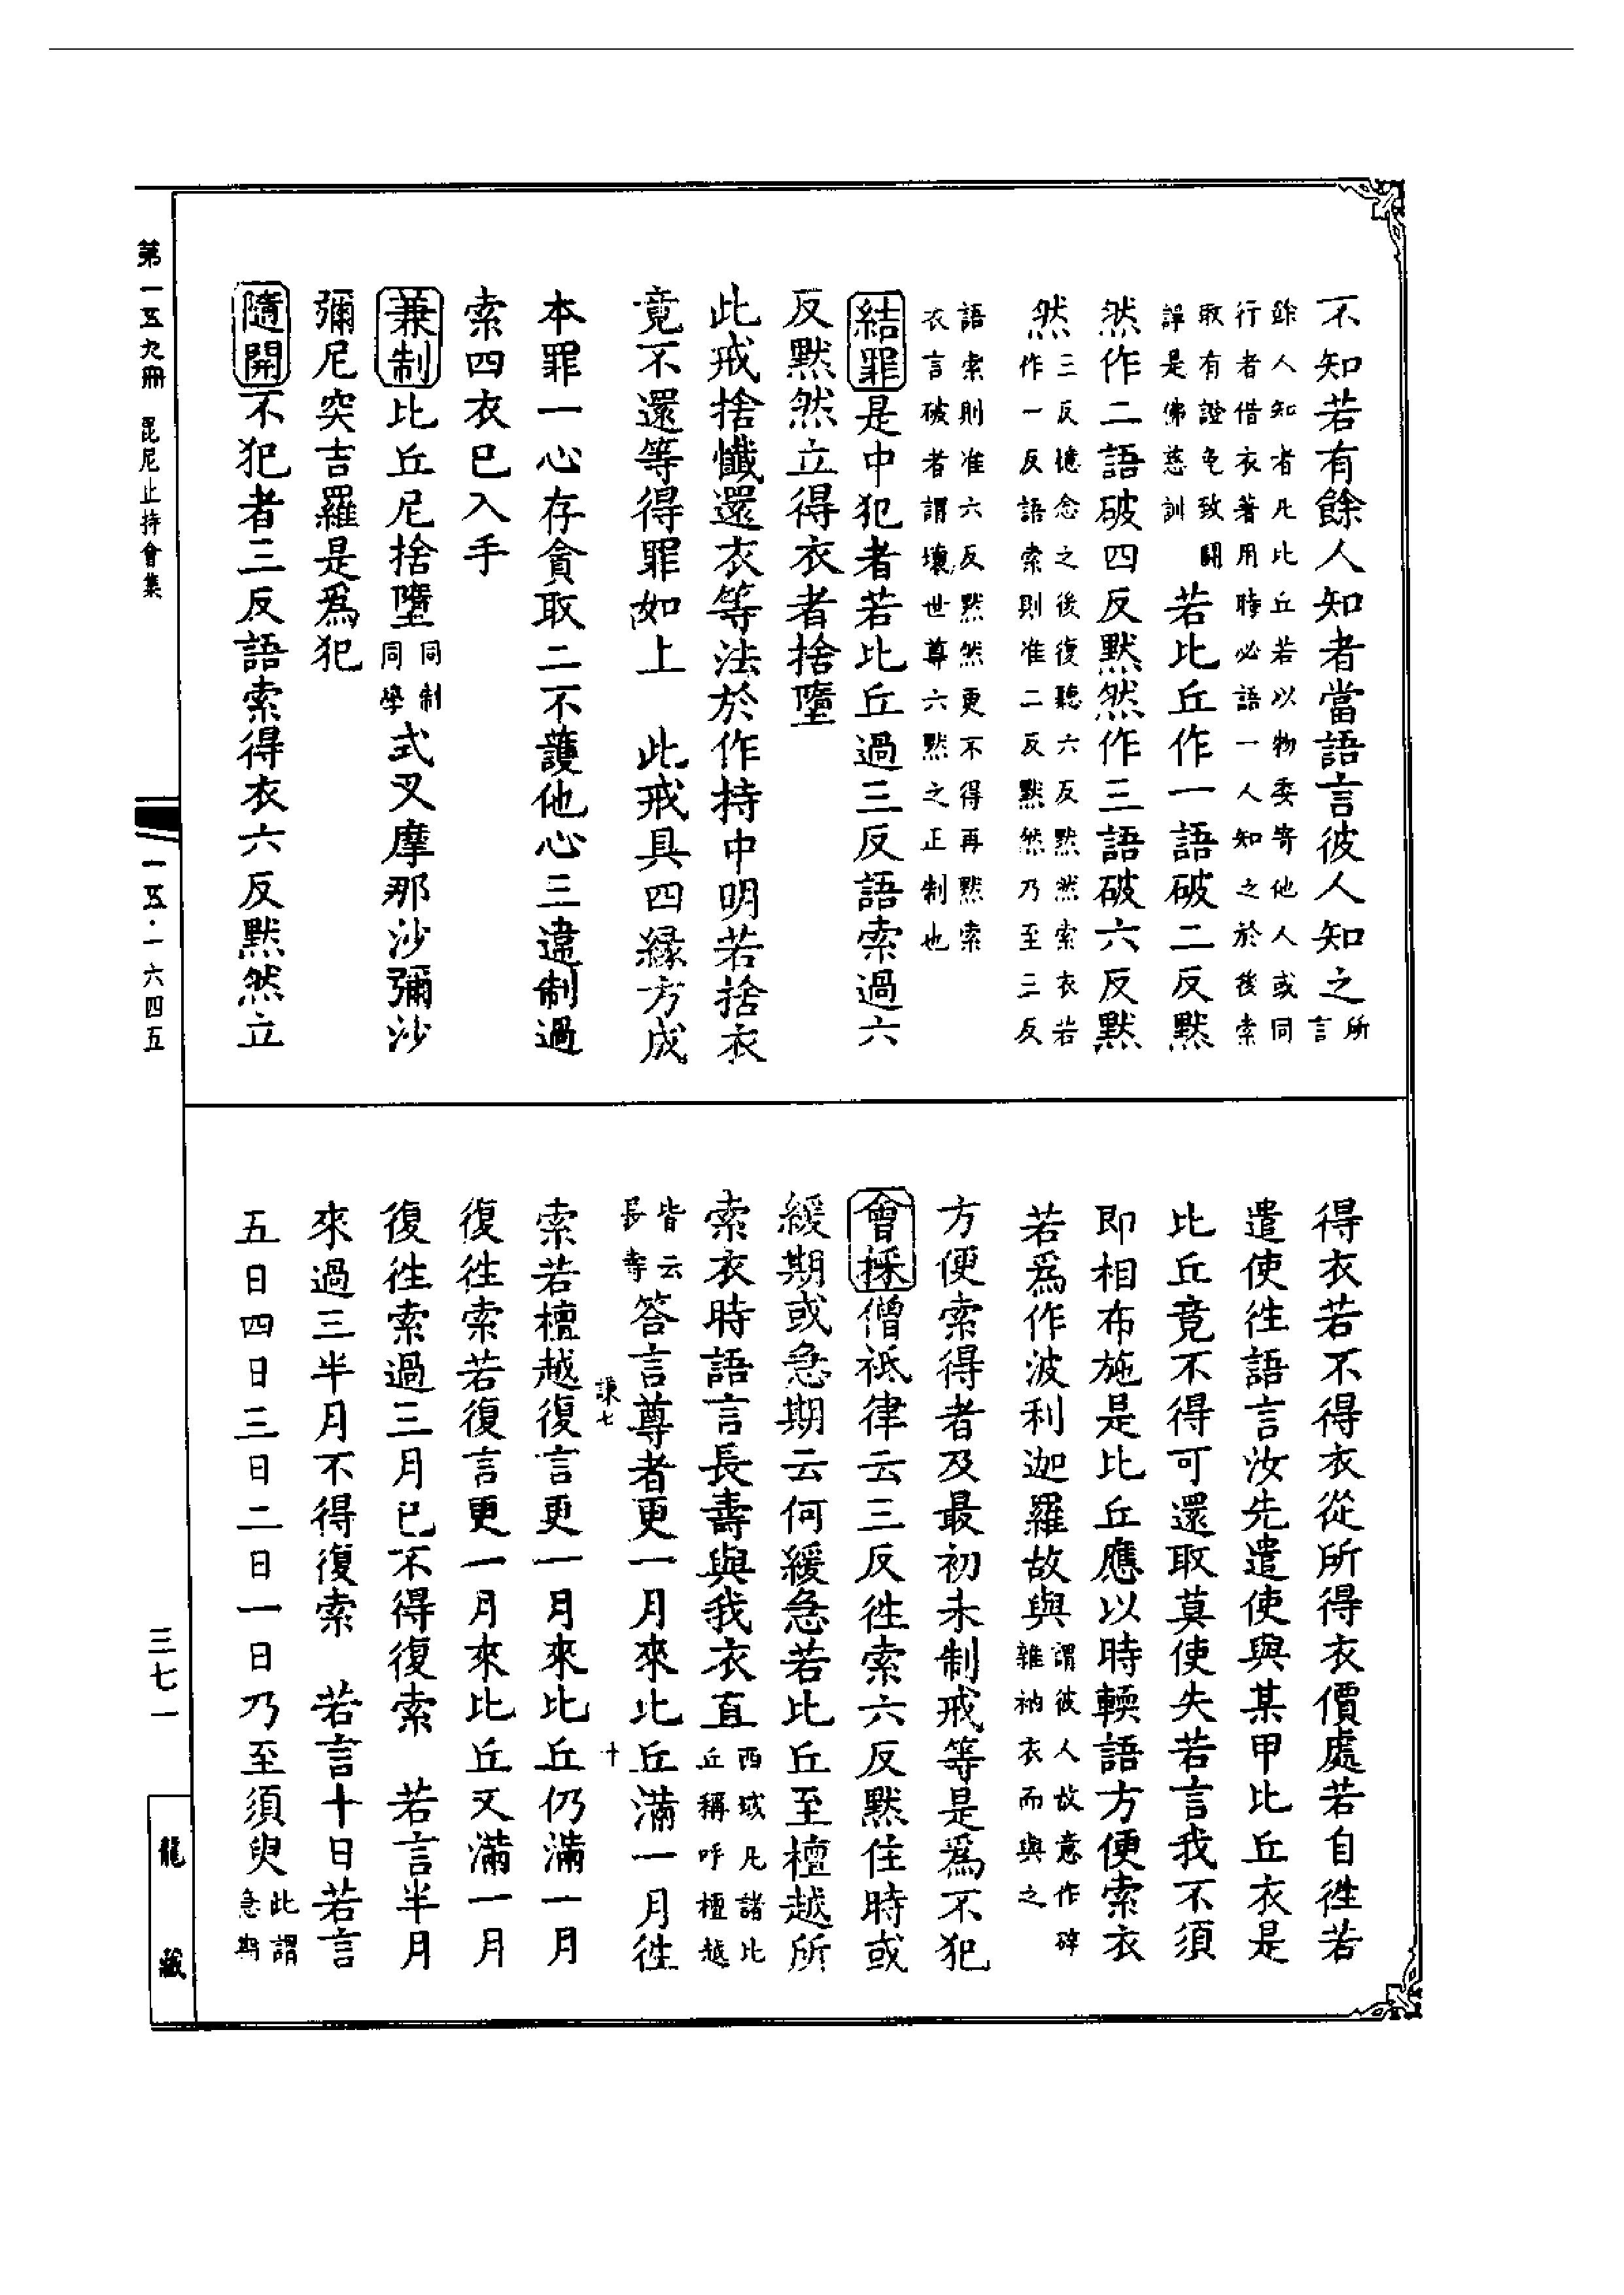 不知若有餘人知者當語言彼人知之所言
餘人知者凡比丘若以物委寄他人或同
行者借衣著用時必語一人知之於後索
取有證免致鬪
諍是佛慈訓
若比丘作一語破二反默
然作二語破四反默然作三語破六反默
然
三反憶念之後復聽六反默然索衣若
作一反語索則准二反默然乃至三反
語索則准六反默然更不得再默索
衣言破者謂壞世尊六默之正制也
結罪是中犯者若比丘過三反語索過六
反默然立得衣者捨墮
此戒捨懺還衣等法於作持中明若捨衣
竟不還等得罪如上　此戒具四緣方成
本罪一心存貪取二不護他心三違制過
索四衣已入手
兼制比丘尼捨墮同制同學式叉摩那沙彌沙
彌尼突吉羅是為犯
隨開不犯者三反語索得衣六反默然立
得衣若不得衣從所得衣價處若自往若
遣使往語言汝先遣使與某甲比丘衣是
比丘竟不得可還取莫使失若言我不須
即相布施是比丘應以時輭語方便索衣
若為作波利迦羅故與謂彼人故意作碎雜衲衣而與之
方便索得者及最初未制戒等是為不犯
會採僧祇律云三反往索六反默住時或
緩期或急期云何緩急若比丘至檀越所
索衣時語言長壽與我衣直西域凡諸比丘稱呼檀越
皆云長壽答言尊者更一月來比丘滿一月往
謙七
十
索若檀越復言更一月來比丘仍滿一月
復往索若復言更一月來比丘又滿一月
復往索過三月已不得復索　若言半月
來過三半月不得復索　若言十日若言
五日四日三日二日一日乃至須臾此謂急期
第一五九冊　毘尼止持會集
一五·一六四五
三七一
龍藏